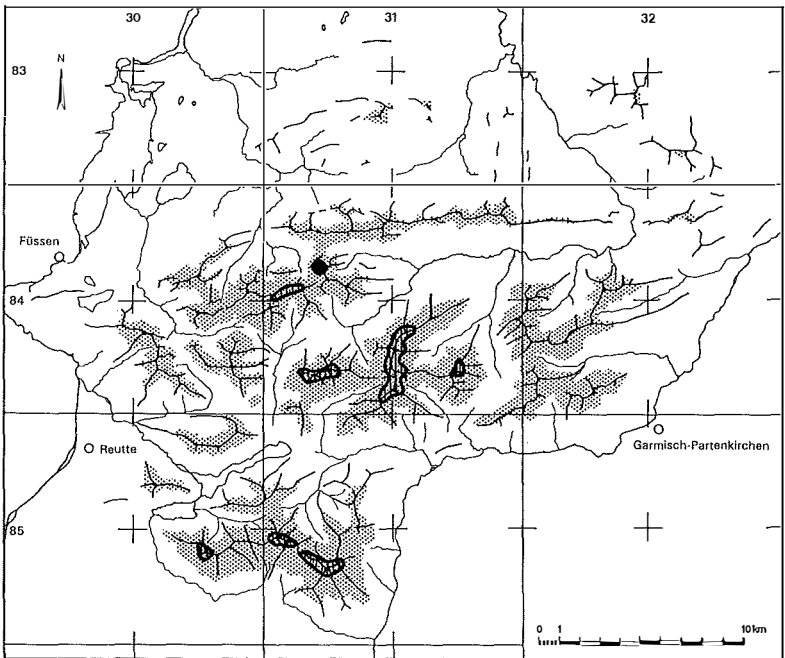 30 31 32
83
N
Füssen
84
Reutte
Garmisch-Partenkirchen
85
0 1 10km